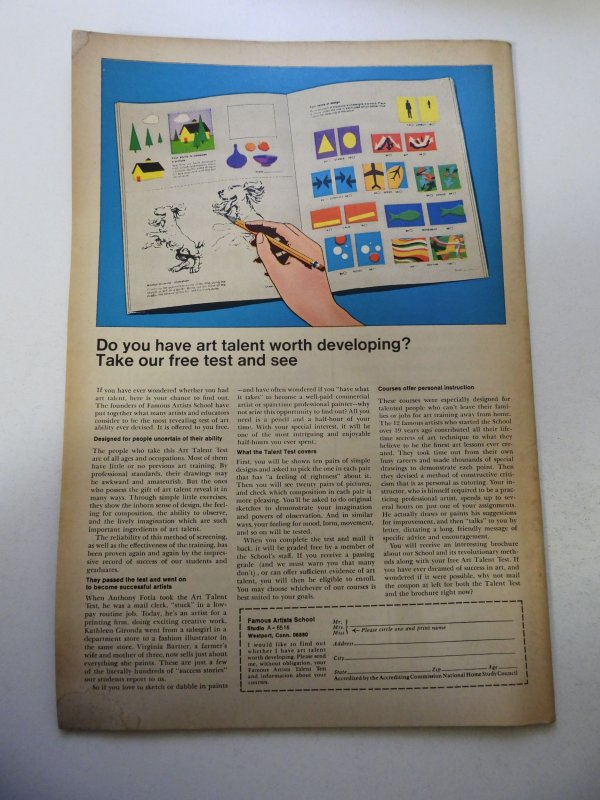 Do you have art talent worth developing?
Take our free test and see
If you have ever wondered whether you had
art talent, here is your chance to find out.
The founders of Famous Artists School have
put together what many artists and educators
consider to be the most revealing test of art
ability ever devised. It is offered to you free.
Designed for people uncertain of their ability
The people who take this Art Talent Test
are of all ages and occupations. Most of them
have little or no previous art training. By
professional standards, their drawings may
be awkward and amateurish. But the ones
who possess the gift of art talent reveal it in
many ways. Through simple little exercises,
they show the inborn sense of design, the feel-
ing for composition, the ability to observe,
and the lively imagination which are such
important ingredients of art talent.
The reliability of this method of screening,
as well as the effectiveness of the training, has
been proven again and again by the impres-
sive record of success of our students and
graduates.
They passed the test and went on
to become successful artists
When Anthony Fotia took the Art Talent
Test, he was a mail clerk, "stuck" in a low-
pay routine job. Today, he's an artist for a
printing firm, doing exciting creative work.
Kathleen Gironda went from a salesgirl in a
department store to a fashion illustrator in
the same store. Virginia Bartter, a farmer's
wife and mother of three, now sells just about
everything she paints. These are just a few
of the literally hundreds of "success stories"
our students report to us.
So if you love to sketch or dabble in paints
—and have often wondered if you "have what
it takes" to become a well-paid commercial
artist or sparetime professional painter—why
not seize this opportunity to find out? All you
need is a pencil and a half-hour of your
time. With your special interest, it will be
one of the most intriguing and enjoyable
half-hours you ever spent.
What the Talent Test covers
First, you will be shown ten pairs of simple
designs and asked to pick the one in each pair
that has "a feeling of rightness" about it.
Then you will see twenty pairs of pictures,
and check which composition in each pair is
more pleasing. You'll be asked to do original
sketches to demonstrate your imagination
and powers of observation. And in similar
ways, your feeling for mood, form, movement,
and so on will be tested.
When you complete the test and mail it
back, it will be graded free by a member of
the School's staff. If you receive a passing
grade (and we must warn you that many
don't), or can offer sufficient evidence of art
talent, you will then be eligible to enroll.
You may choose whichever of our courses is
best suited to your goals.
Courses offer personal instruction
These courses were especially designed for
talented people who can't leave their fami-
lies or jobs for art training away from home.
The 12 famous artists who started the School
over 19 years ago contributed all their life-
time secrets of art technique to what they
believe to be the finest art lessons ever cre-
ated. They took time out from their own
busy careers and made thousands of special
drawings to demonstrate each point. Then
they devised a method of constructive criti-
cism that is as personal as tutoring. Your in-
structor, who is himself required to be a prac-
ticing professional artist, spends up to sev-
eral hours on just one of your assignments.
He actually draws or paints his suggestions
for improvement, and then "talks" to you by
letter, dictating a long, friendly message of
specific advice and encouragement.
You will receive an interesting brochure
about our School and its revolutionary meth-
ods along with your free Art Talent Test. If
you have ever dreamed of success in art, and
wondered if it was possible, why not mail
the coupon at left for both the Talent Test
and the brochure right now?
Famous Artists School
Studio A-6516
Westport, Conn. 06880
I would like to find out
whether I have art talent
worth developing. Please send
me, without obligation, your
Famous Artists Talent Test
and information about your
courses.
Mr.
Mrs. ← Please circle one and print name
Miss
Address
City
State Zip Age
Accredited by the Accrediting Commission National Home Study Council